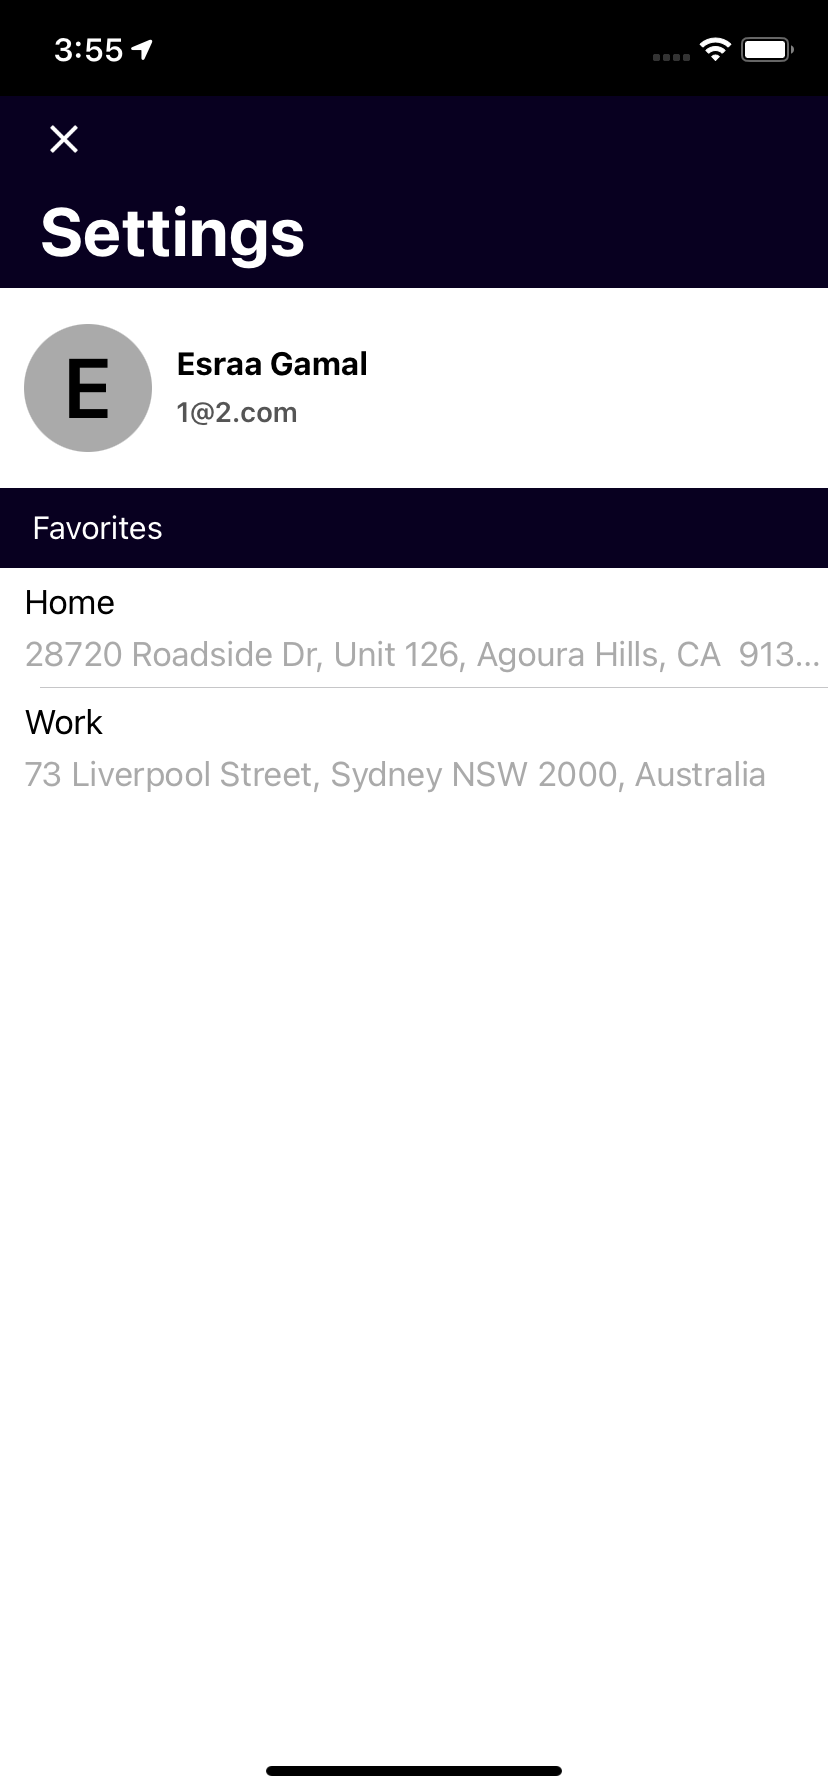 3:55
Settings
E
Esraa Gamal
1@2.com
Favorites
Home
28720 Roadside Dr, Unit 126, Agoura Hills, CA  913...
Work
73 Liverpool Street, Sydney NSW 2000, Australia